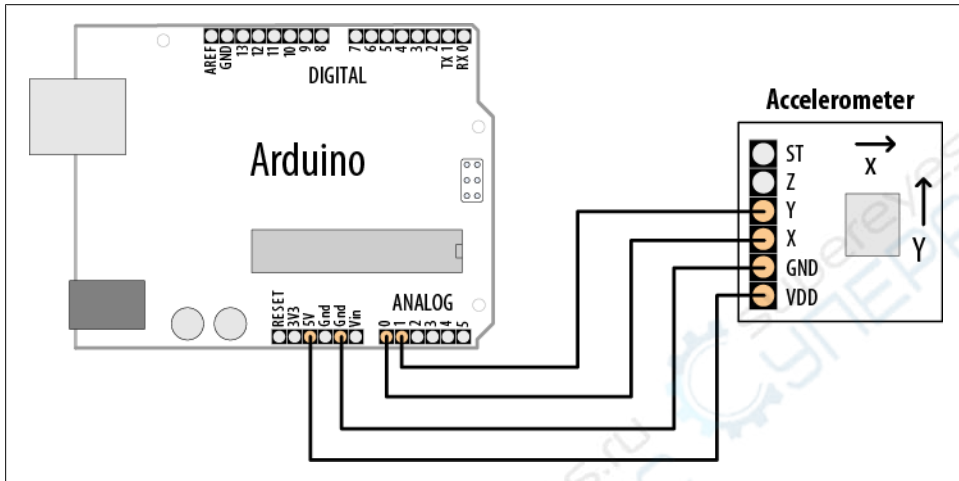 AREF
GND
13
12
11
10
9
8
7
6
5
4
3
2
TX 1
RX 0
DIGITAL
Arduino
ANALOG
RESET
3V3
5V
Gnd
Gnd
Vin
0
1
2
3
4
5
Accelerometer
ST
Z
Y
X
GND
VDD
X
Y